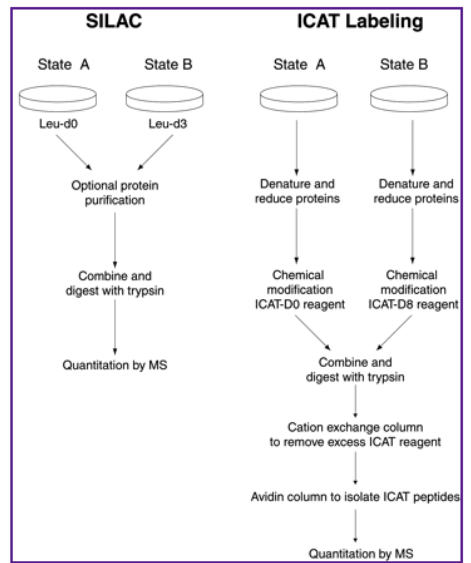 SILAC
State A
State B
Leu-d0
Leu-d3
Optional protein
purification
Combine and
digest with trypsin
Quantitation by MS
ICAT Labeling
State A
State B
Denature and
reduce proteins
Denature and
reduce proteins
Chemical
modification
ICAT-D0 reagent
Chemical
modification
ICAT-D8 reagent
Combine and
digest with trypsin
Cation exchange column
to remove excess ICAT reagent
Avidin column to isolate ICAT peptides
Quantitation by MS